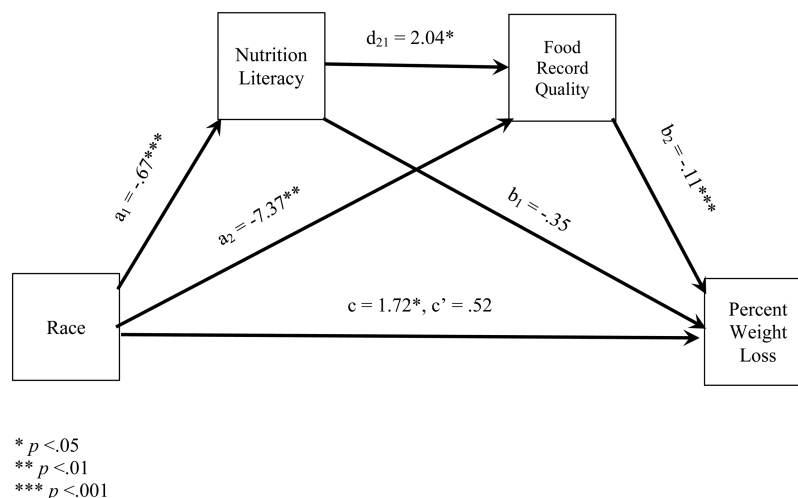 Nutrition
Literacy
d21 = 2.04*
Food
Record
Quality
a1 = -.67***
a2 = -7.37**
b1 = -.35
b2 = -.11***
Race
c = 1.72*, c’ = .52
Percent
Weight
Loss
* p <.05
** p <.01
*** p <.001